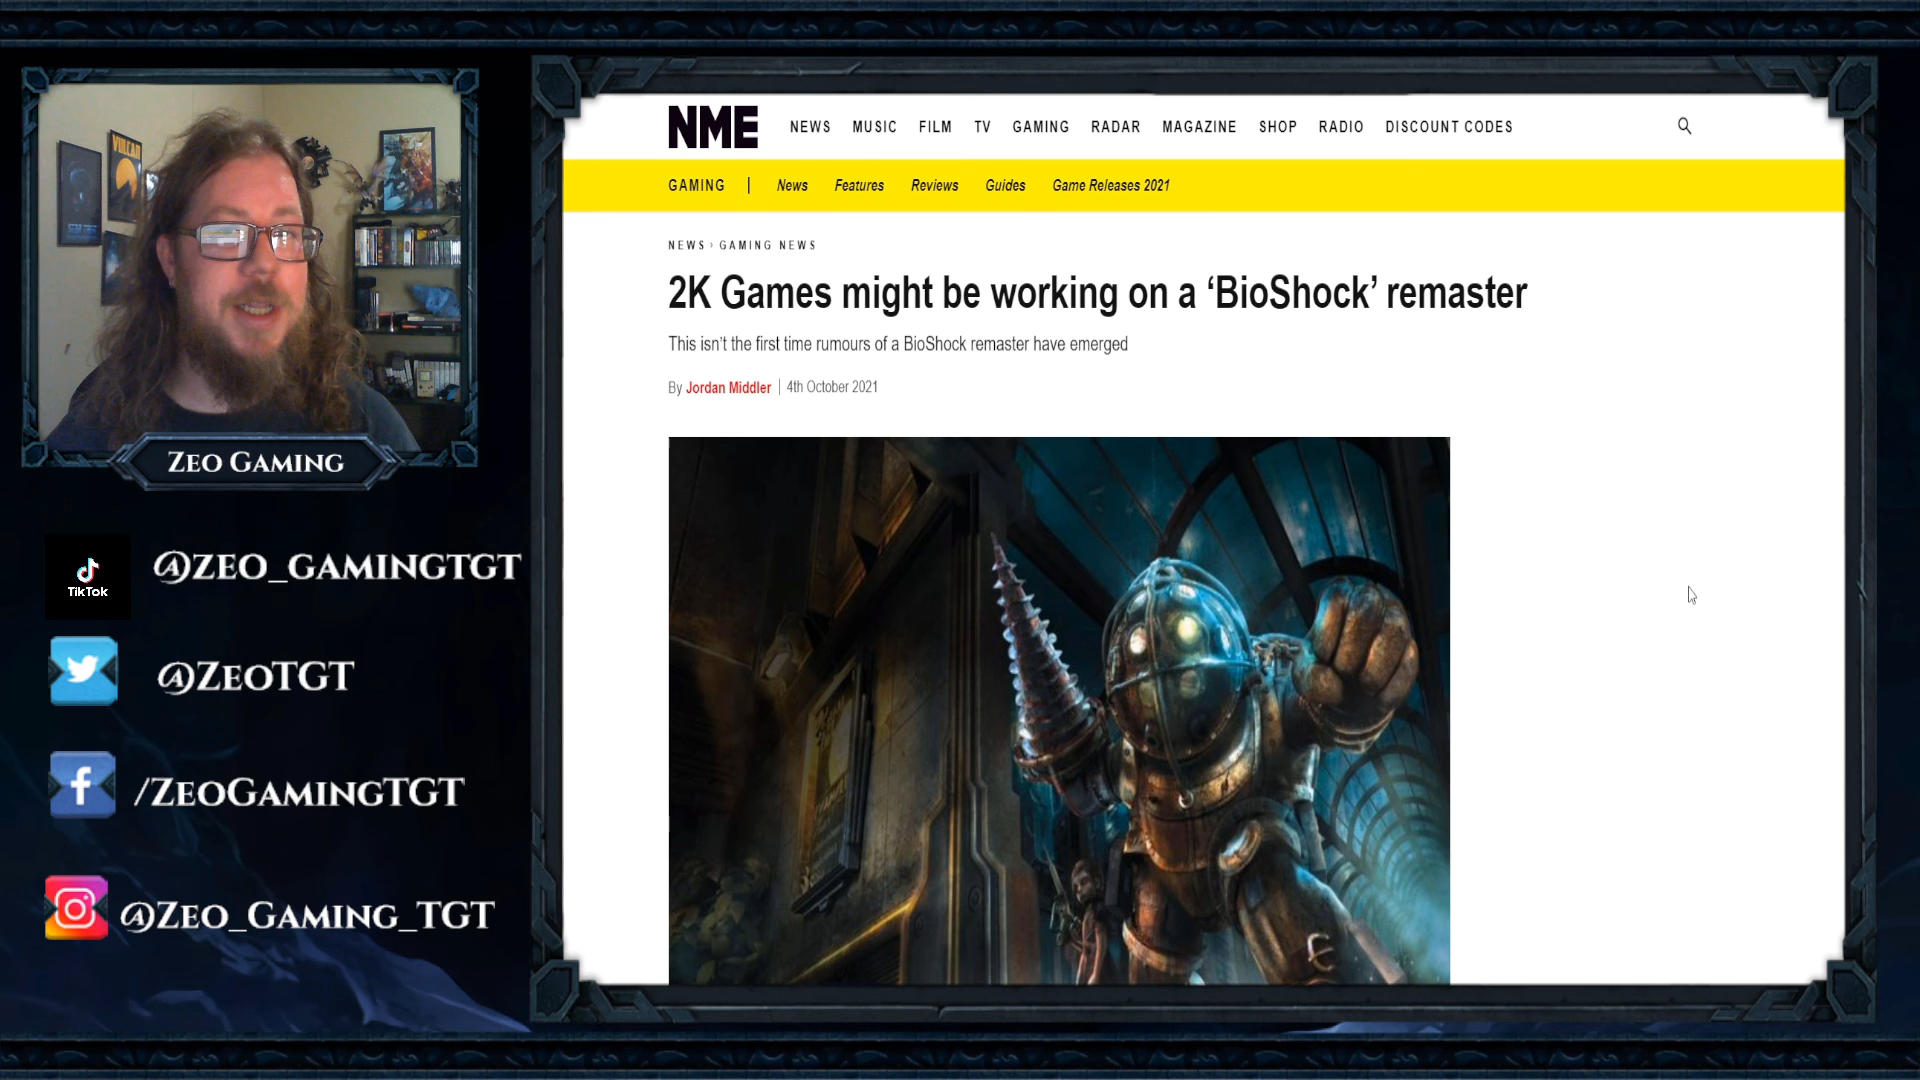 VULCAN
ZEO GAMING
TikTok
@ZEO_GAMINGTGT
@ZEOTGT
/ZEOGAMINGTGT
@ZEO_GAMING_TGT
NME
NEWS MUSIC FILM TV GAMING RADAR MAGAZINE SHOP RADIO DISCOUNT CODES
GAMING | News Features Reviews Guides Game Releases 2021
NEWS › GAMING NEWS
2K Games might be working on a ‘BioShock’ remaster
This isn’t the first time rumours of a BioShock remaster have emerged
By Jordan Middler | 4th October 2021